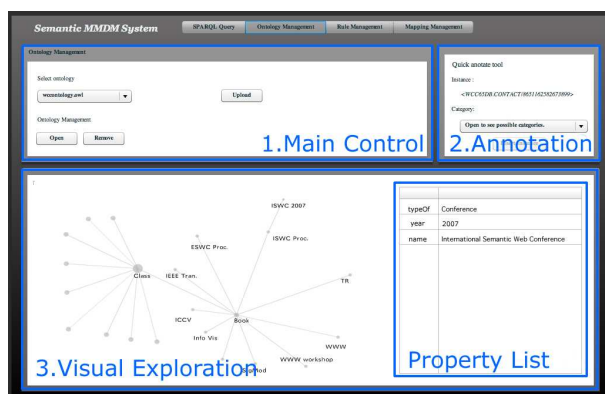 Semantic MMDM System
SPARQL Query
Ontology Management
Rule Management
Mapping Management
Ontology Management
Select ontology
wccontology.owl
Upload
Ontology Management
Open
Remove
1.Main Control
Quick anotate tool
Instance :
<WCC65DB.CONTACT/#651162582673899>
Category:
Open to see possible categories.
2.Annotation
ISWC 2007
ISWC Proc.
ESWC Proc.
Class
IEEE Tran.
TR
ICCV
Book
Info Vis
WWW
WWW workshop
SigMod
3.Visual Exploration
typeOf Conference
year 2007
name International Semantic Web Conference
Property List